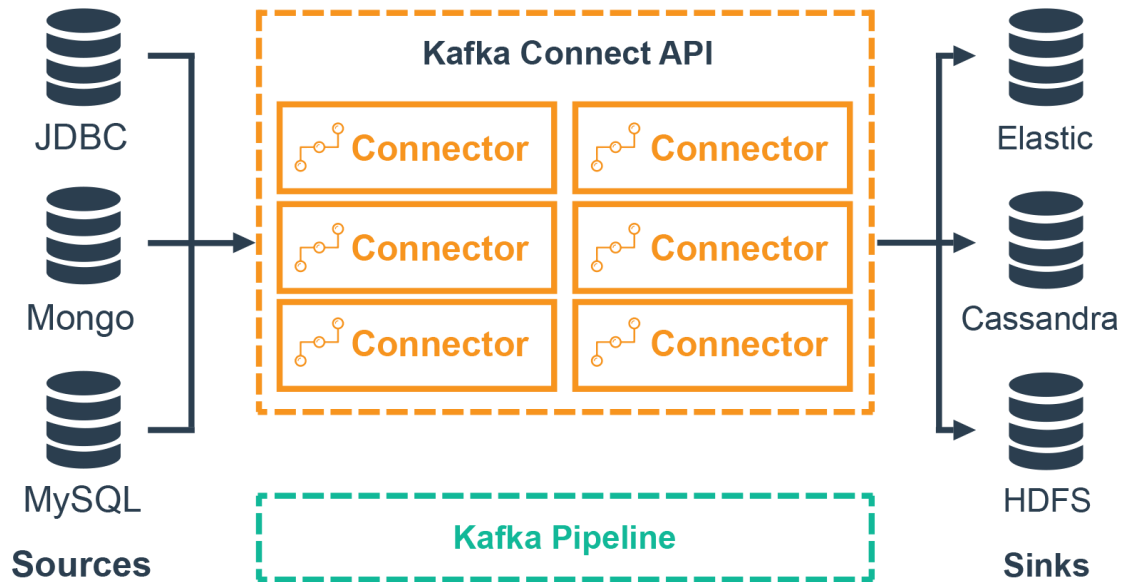 Kafka Connect API
JDBC
Mongo
MySQL
Sources
Connector
Connector
Connector
Connector
Connector
Connector
Kafka Pipeline
Elastic
Cassandra
HDFS
Sinks